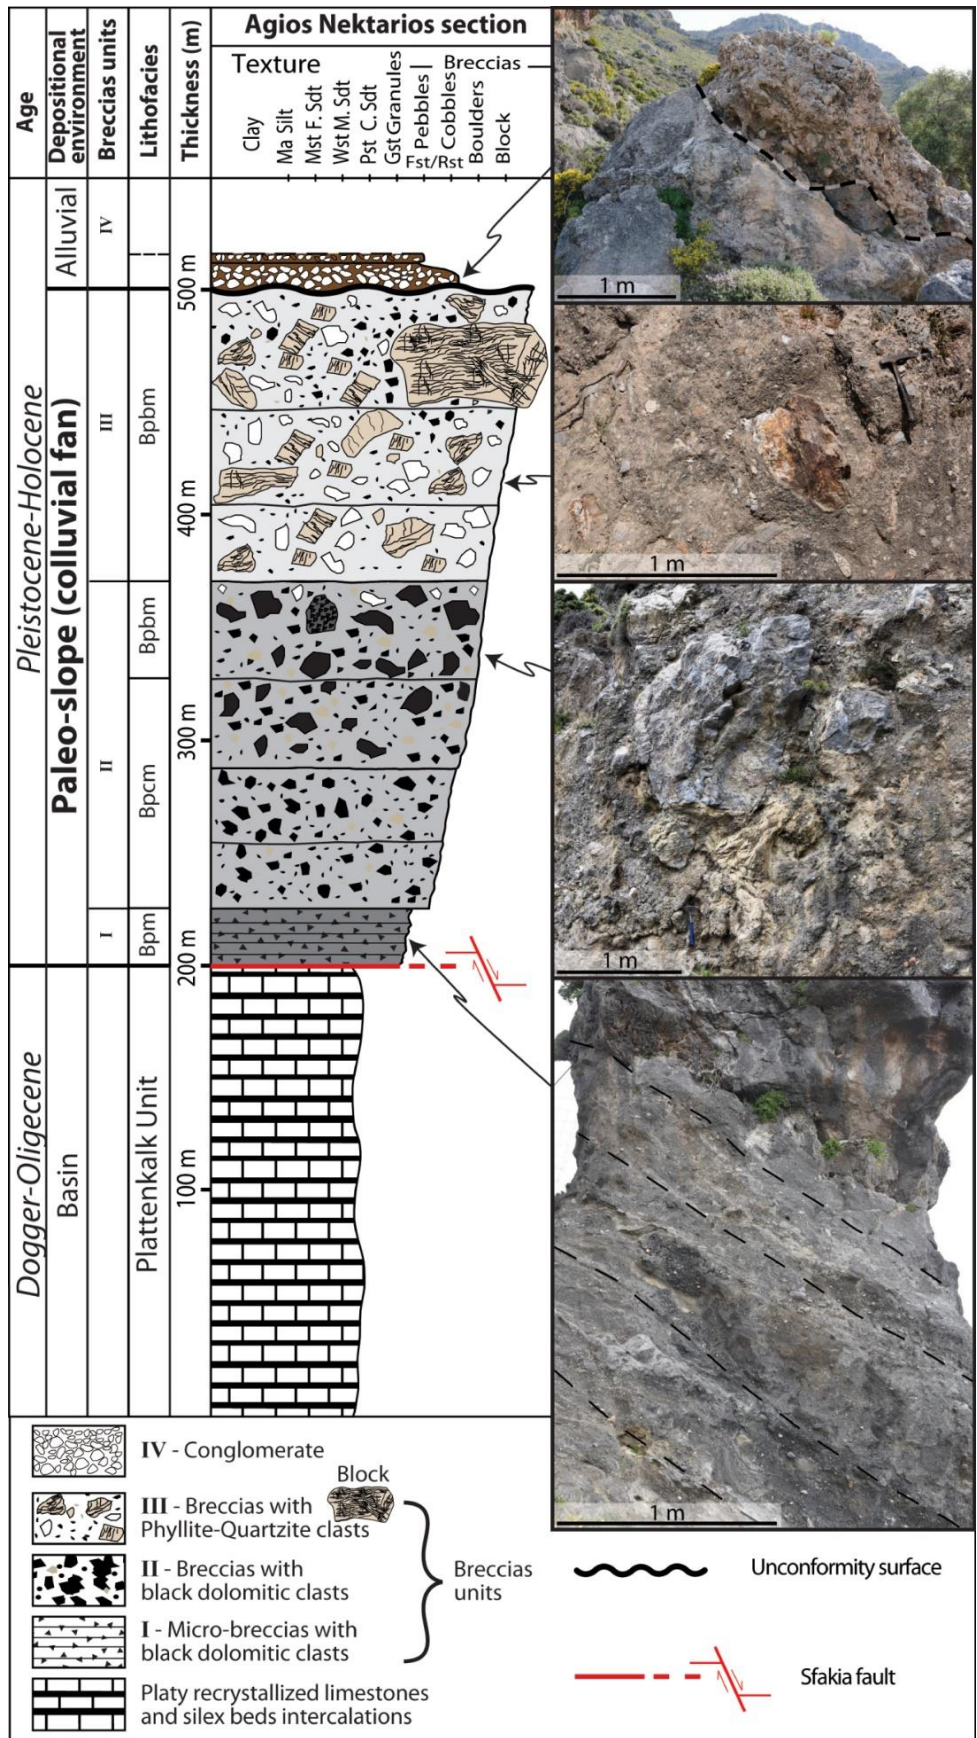 Agios Nektarios section
Age
Depositional
environment
Breccias units
Lithofacies
Thickness (m)
Texture
Breccias
Clay
Ma Silt
Mst F. Sdt
Wst M. Sdt
Pst C. Sdt
Gst Granules
Pebbles
Fst/Rst
Cobbles
Boulders
Block
Pleistocene-Holocene
Alluvial
IV
500 m
Paleo-slope (colluvial fan)
III
Bpbm
400 m
II
Bpbm
300 m
Bpcm
I
Bpm
200 m
Dogger-Oligecene
Basin
Plattenkalk Unit
100 m
1 m
1 m
1 m
1 m
IV - Conglomerate
Block
III - Breccias with
Phyllite-Quartzite clasts
II - Breccias with
black dolomitic clasts
I - Micro-breccias with
black dolomitic clasts
Breccias
units
Platy recrystallized limestones
and silex beds intercalations
Unconformity surface
Sfakia fault